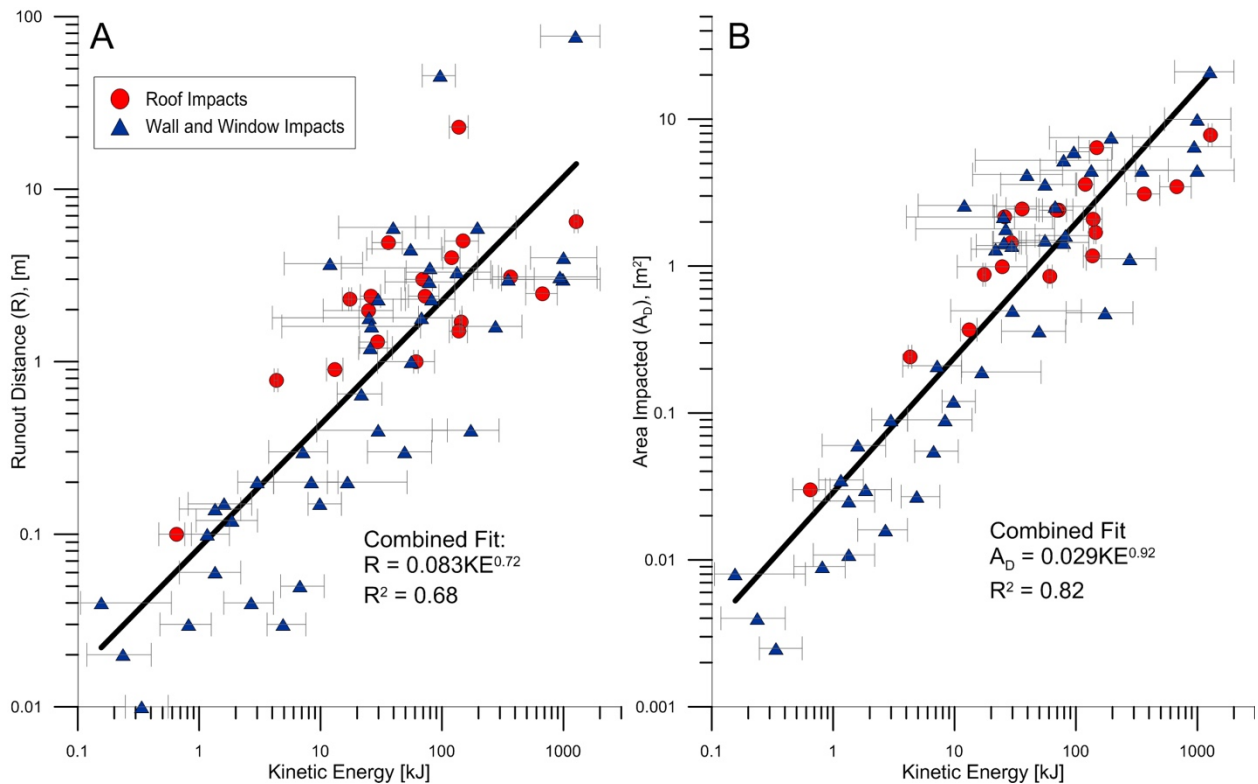 A
Roof Impacts
Wall and Window Impacts
100
10
1
0.1
0.01
Runout Distance (R), [m]
Combined Fit:
R = 0.083KE^0.72
R² = 0.68
0.1 1 10 100 1000
Kinetic Energy [kJ]
B
10
1
0.1
0.01
0.001
Area Impacted (A_D), [m²]
Combined Fit
A_D = 0.029KE^0.92
R² = 0.82
0.1 1 10 100 1000
Kinetic Energy [kJ]